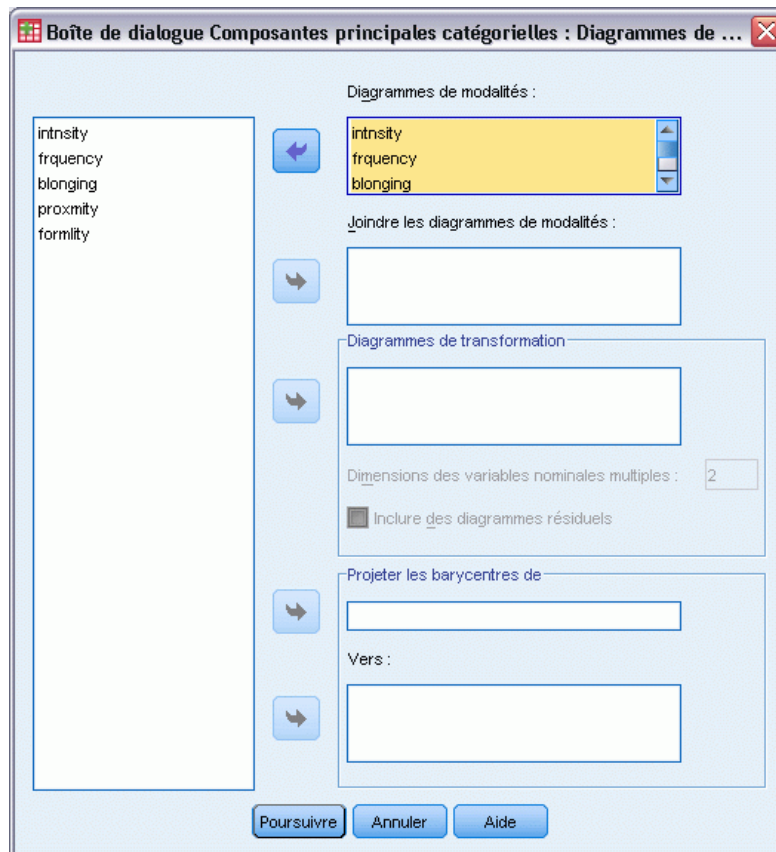 Boîte de dialogue Composantes principales catégorielles : Diagrammes de ...
Diagrammes de modalités :
intnsity
frquency
blonging
proxmity
formlity
intnsity
frquency
blonging
Joindre les diagrammes de modalités :
Diagrammes de transformation
Dimensions des variables nominales multiples :
2
Inclure des diagrammes résiduels
Projeter les barycentres de
Vers :
Poursuivre
Annuler
Aide